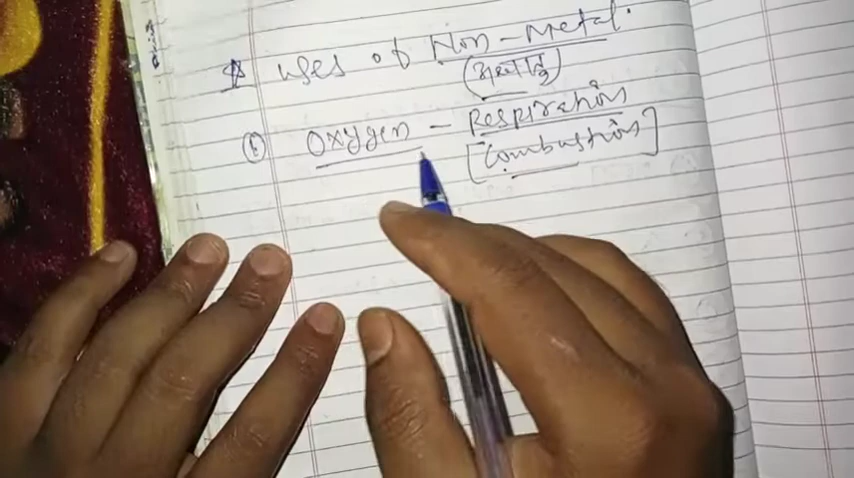 Uses of Non-Metal.
(अधातु)
(1) Oxygen - Respiration
[Combustion]